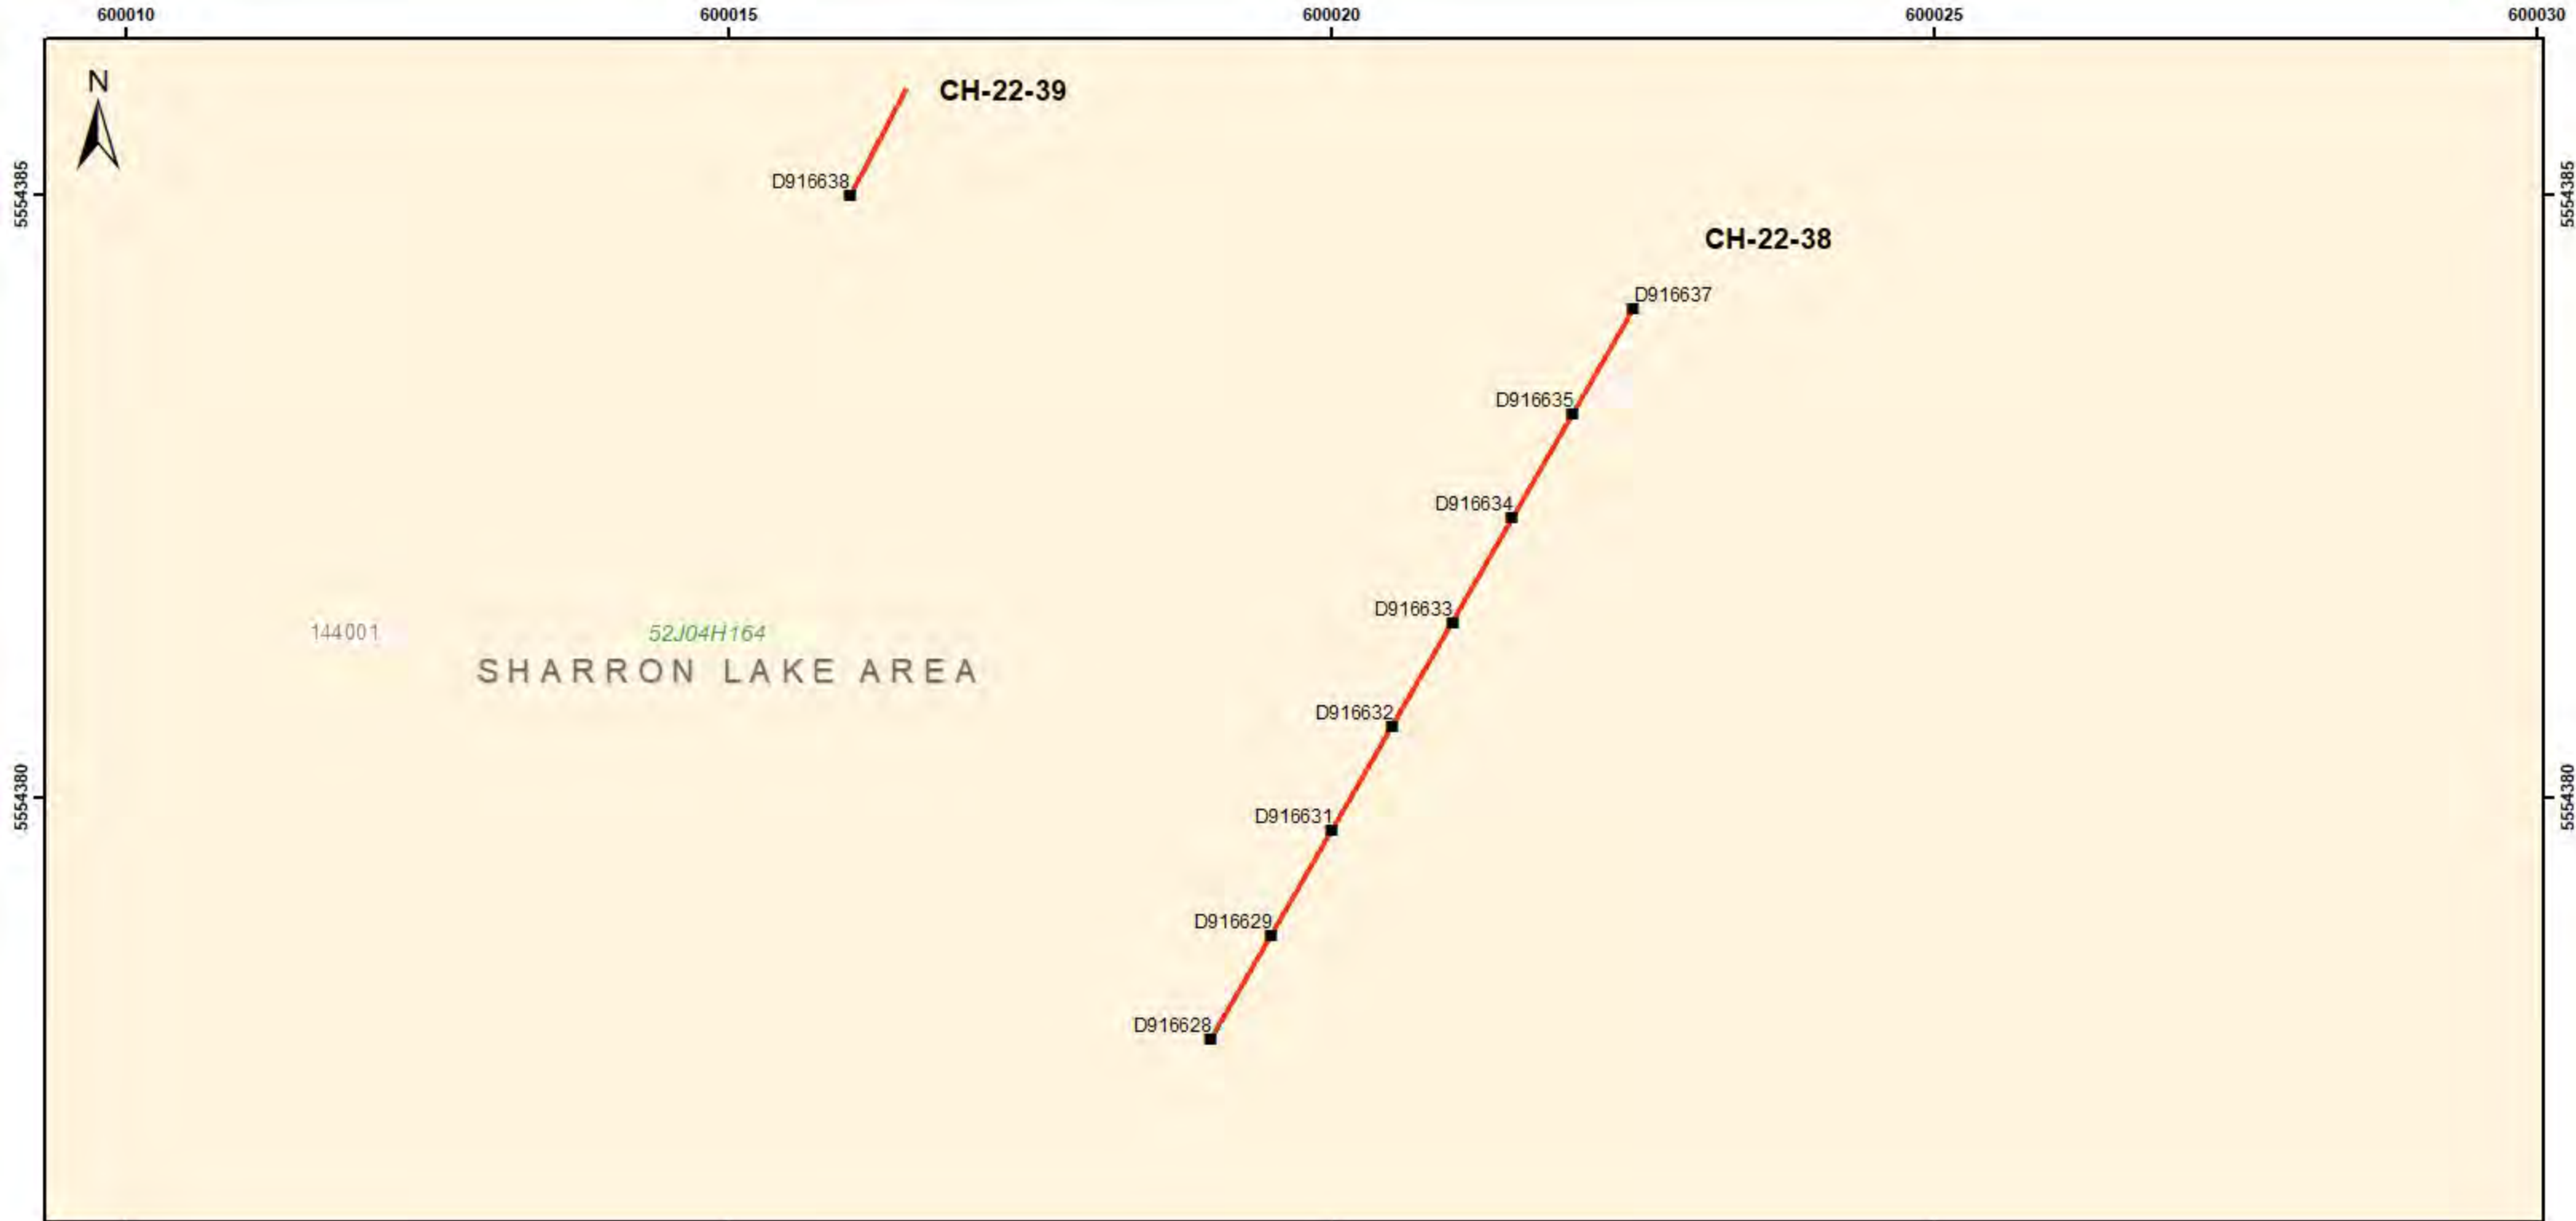 600010 600015 600020 600025 600030
N
CH-22-39
D916638
5554385 5554385
CH-22-38
D916637
D916635
D916634
D916633
144001 52J04H164
SHARRON LAKE AREA
D916632
5554380 5554380
D916631
D916629
D916628